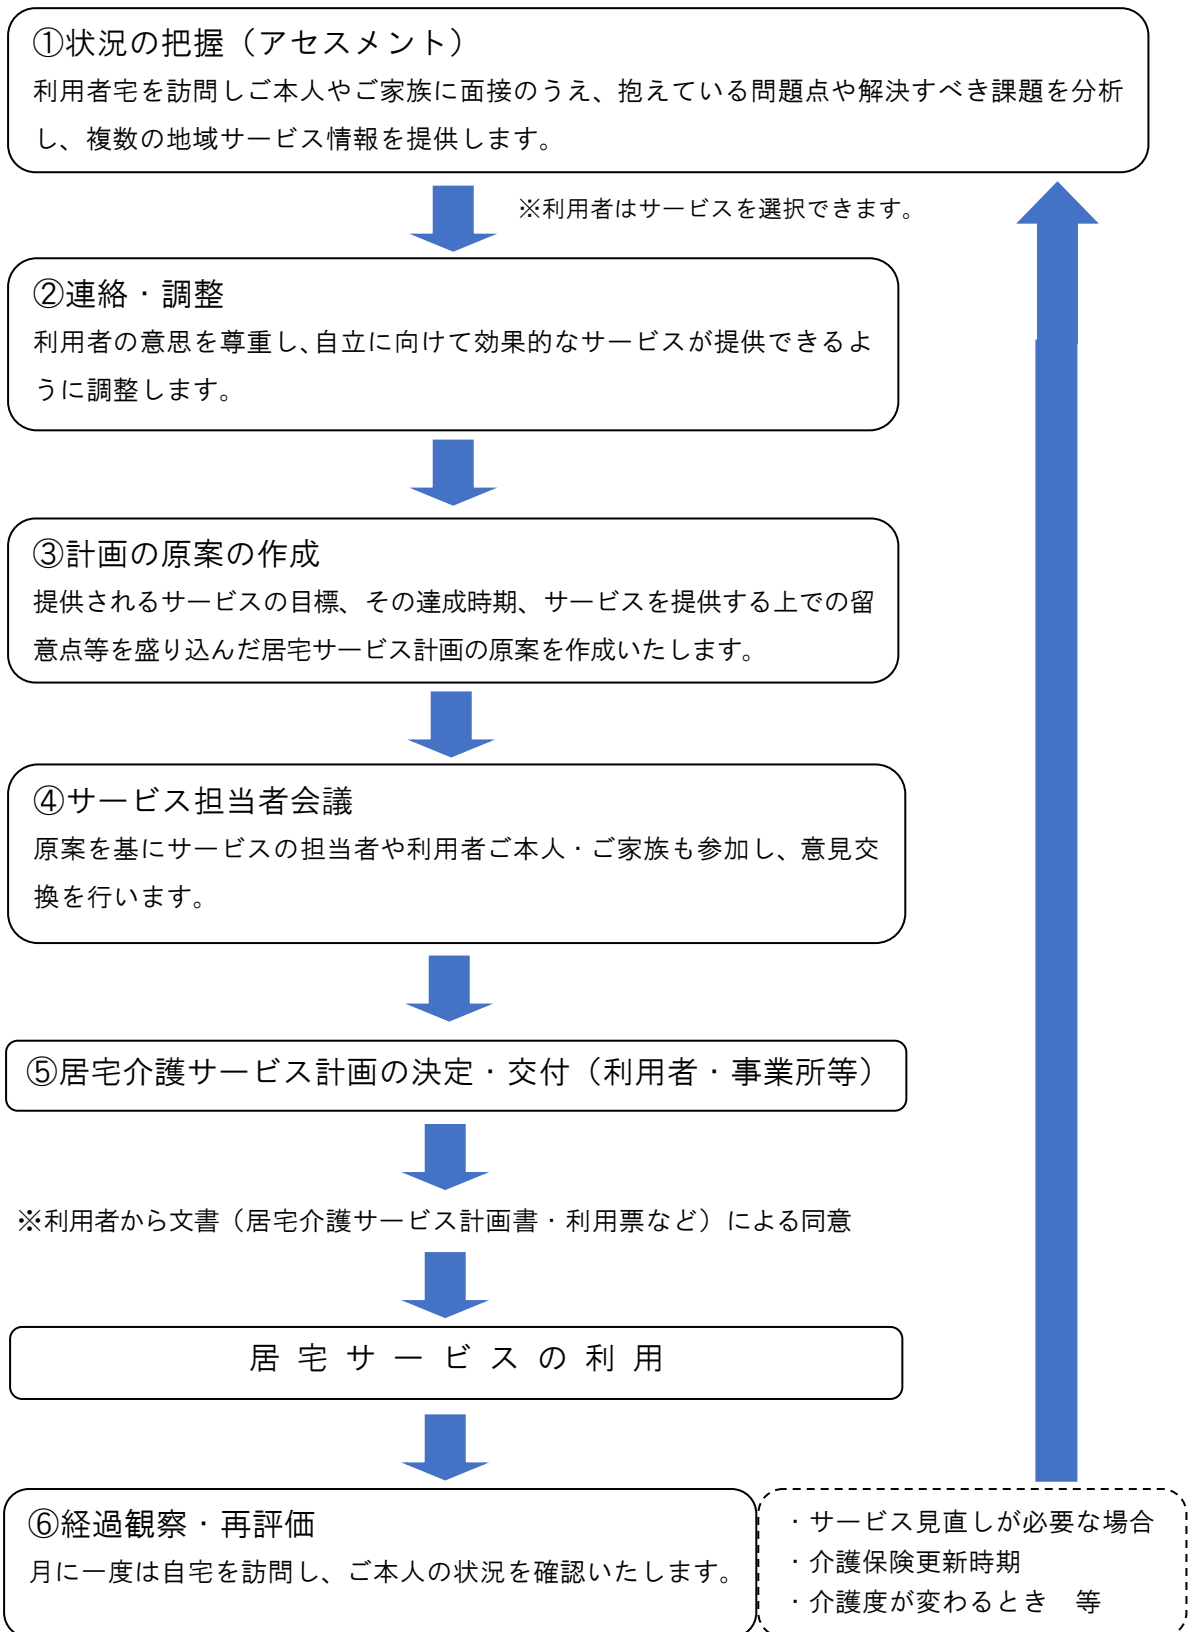 ①状況の把握（アセスメント）
利用者宅を訪問しご本人やご家族に面接のうえ、抱えている問題点や解決すべき課題を分析
し、複数の地域サービス情報を提供します。
※利用者はサービスを選択できます。
②連絡・調整
利用者の意思を尊重し、自立に向けて効果的なサービスが提供できるよ
うに調整します。
③計画の原案の作成
提供されるサービスの目標、その達成時期、サービスを提供する上での留
意点等を盛り込んだ居宅サービス計画の原案を作成いたします。
④サービス担当者会議
原案を基にサービスの担当者や利用者ご本人・ご家族も参加し、意見交
換を行います。
⑤居宅介護サービス計画の決定・交付（利用者・事業所等）
※利用者から文書（居宅介護サービス計画書・利用票など）による同意
居宅サービスの利用
⑥経過観察・再評価
月に一度は自宅を訪問し、ご本人の状況を確認いたします。
・サービス見直しが必要な場合
・介護保険更新時期
・介護度が変わるとき　等